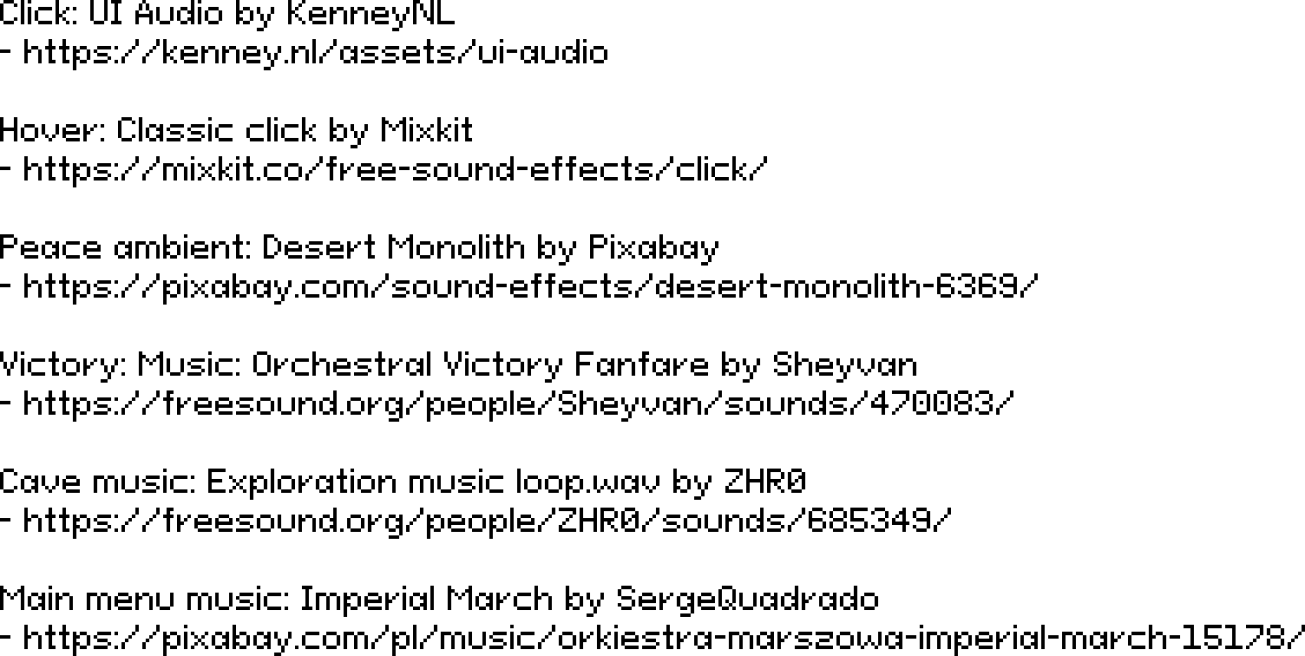 Click: UI Audio by KenneyNL
- https://kenney.nl/assets/ui-audio
Hover: Classic click by Mixkit
- https://mixkit.co/free-sound-effects/click/
Peace ambient: Desert Monolith by Pixabay
- https://pixabay.com/sound-effects/desert-monolith-6369/
Victory: Music: Orchestral Victory Fanfare by Sheyvan
- https://freesound.org/people/Sheyvan/sounds/470083/
Cave music: Exploration music loop.wav by ZHR0
- https://freesound.org/people/ZHR0/sounds/685349/
Main menu music: Imperial March by SergeQuadrado
- https://pixabay.com/pl/music/orkiestra-marszowa-imperial-march-15178/